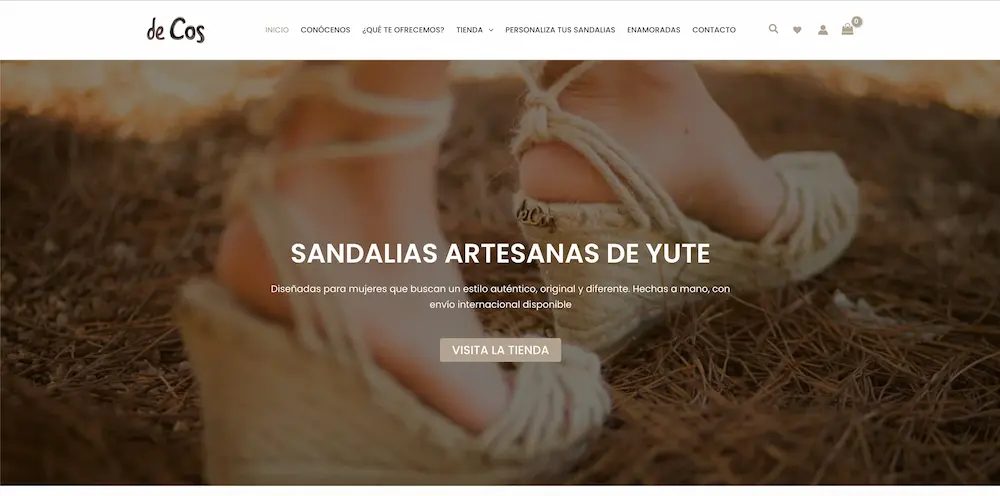 de Cos
INICIO CONÓCENOS ¿QUÉ TE OFRECEMOS? TIENDA PERSONALIZA TUS SANDALIAS ENAMORADAS CONTACTO
0
deCos
SANDALIAS ARTESANAS DE YUTE
Diseñadas para mujeres que buscan un estilo auténtico, original y diferente. Hechas a mano, con
envío internacional disponible
VISITA LA TIENDA